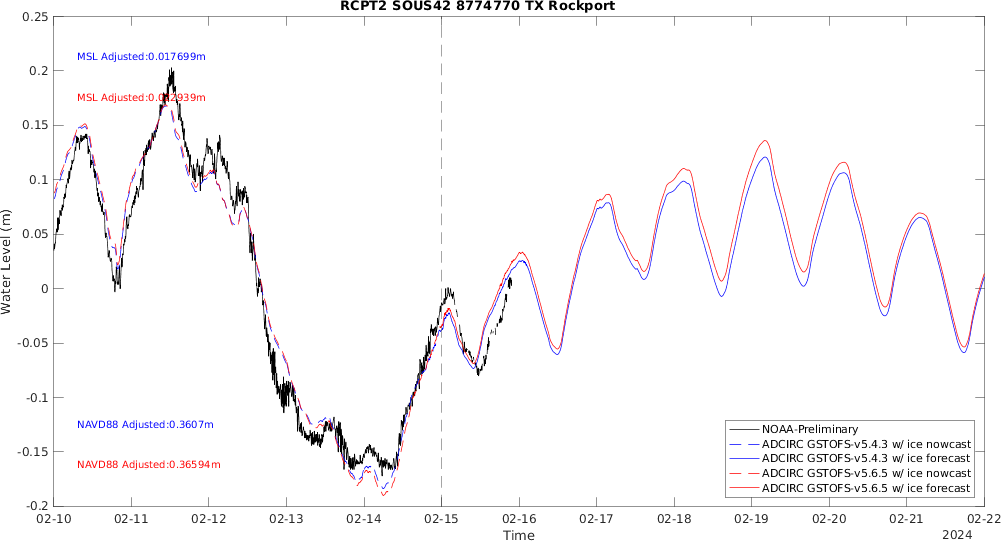 RCPT2 SOUS42 8774770 TX Rockport
0.25
0.2
0.15
0.1
0.05
0
-0.05
-0.1
-0.15
-0.2
Water Level (m)
MSL Adjusted:0.017699m
MSL
NAVD88 Adjusted:0.3607m
NAVD88 Adjusted:0.36594m
NOAA-Preliminary
ADCIRC GSTOFS-v5.4.3 w/ ice nowcast
ADCIRC GSTOFS-v5.4.3 w/ ice forecast
ADCIRC GSTOFS-v5.6.5 w/ ice nowcast
ADCIRC GSTOFS-v5.6.5 w/ ice forecast
02-10 02-11 02-12 02-13 02-14 02-15 02-16 02-17 02-18 02-19 02-20 02-21 02-22
Time
2024